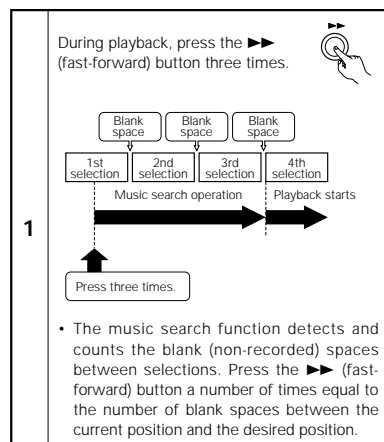 During playback, press the ►►
(fast-forward) button three times.
►►
Blank space
Blank space
Blank space
1st selection
2nd selection
3rd selection
4th selection
Music search operation
Playback starts
1
Press three times.
• The music search function detects and
counts the blank (non-recorded) spaces
between selections. Press the ►► (fast-
forward) button a number of times equal to
the number of blank spaces between the
current position and the desired position.